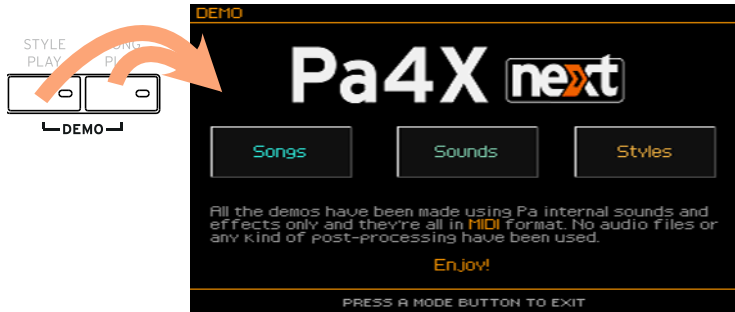 DEMO
STYLE PLAY
SONG PLAY
DEMO
Pa4X next
Songs
Sounds
Styles
All the demos have been made using Pa internal sounds and
effects only and they're all in MIDI format. No audio files or
any kind of post-processing have been used.
Enjoy!
PRESS A MODE BUTTON TO EXIT